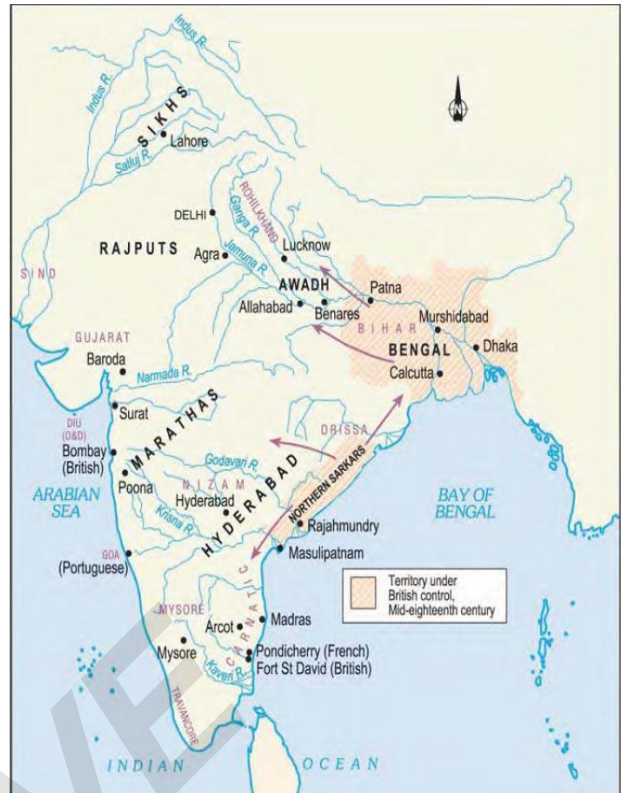 Indus R.
Indus R.
SIKHS
Lahore
Satluj R.
N
DELHI
ROHILKHAND
Ganga R.
RAJPUTS
Agra
Jamuna R.
Lucknow
SIND
AWADH
Patna
Allahabad
Benares
BIHAR
Murshidabad
GUJARAT
BENGAL
Dhaka
Baroda
Narmada R.
Calcutta
Surat
DIU
(O&D)
MARATHAS
ORISSA
Bombay
(British)
Godavari R.
Poona
NIZAM
Hyderabad
HYDERABAD
NORTHERN SARKARS
ARABIAN
SEA
BAY OF
BENGAL
Krisna R.
Rajahmundry
Masulipatnam
GOA
(Portuguese)
Territory under
British control,
Mid-eighteenth century
MYSORE
CARNATIC
Madras
Arcot
Mysore
Pondicherry (French)
Fort St David (British)
Kaveri R.
TRAVANCORE
INDIAN OCEAN